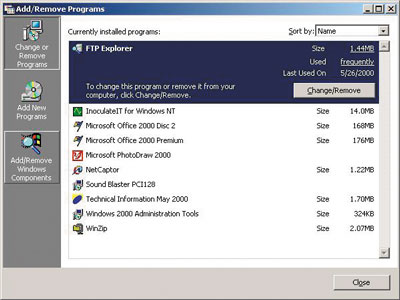 Add/Remove Programs
Change or
Remove
Programs
Add New
Programs
Add/Remove
Windows
Components
Currently installed programs:
Sort by: Name
FTP Explorer Size 1.44MB
Used frequently
Last Used On 5/26/2000
To change this program or remove it from your
computer, click Change/Remove.
Change/Remove
InoculateIT for Windows NT Size 14.0MB
Microsoft Office 2000 Disc 2 Size 168MB
Microsoft Office 2000 Premium Size 176MB
Microsoft PhotoDraw 2000
NetCaptor Size 1.22MB
Sound Blaster PCI128
Technical Information May 2000 Size 1.70MB
Windows 2000 Administration Tools Size 324KB
WinZip Size 2.07MB
Close